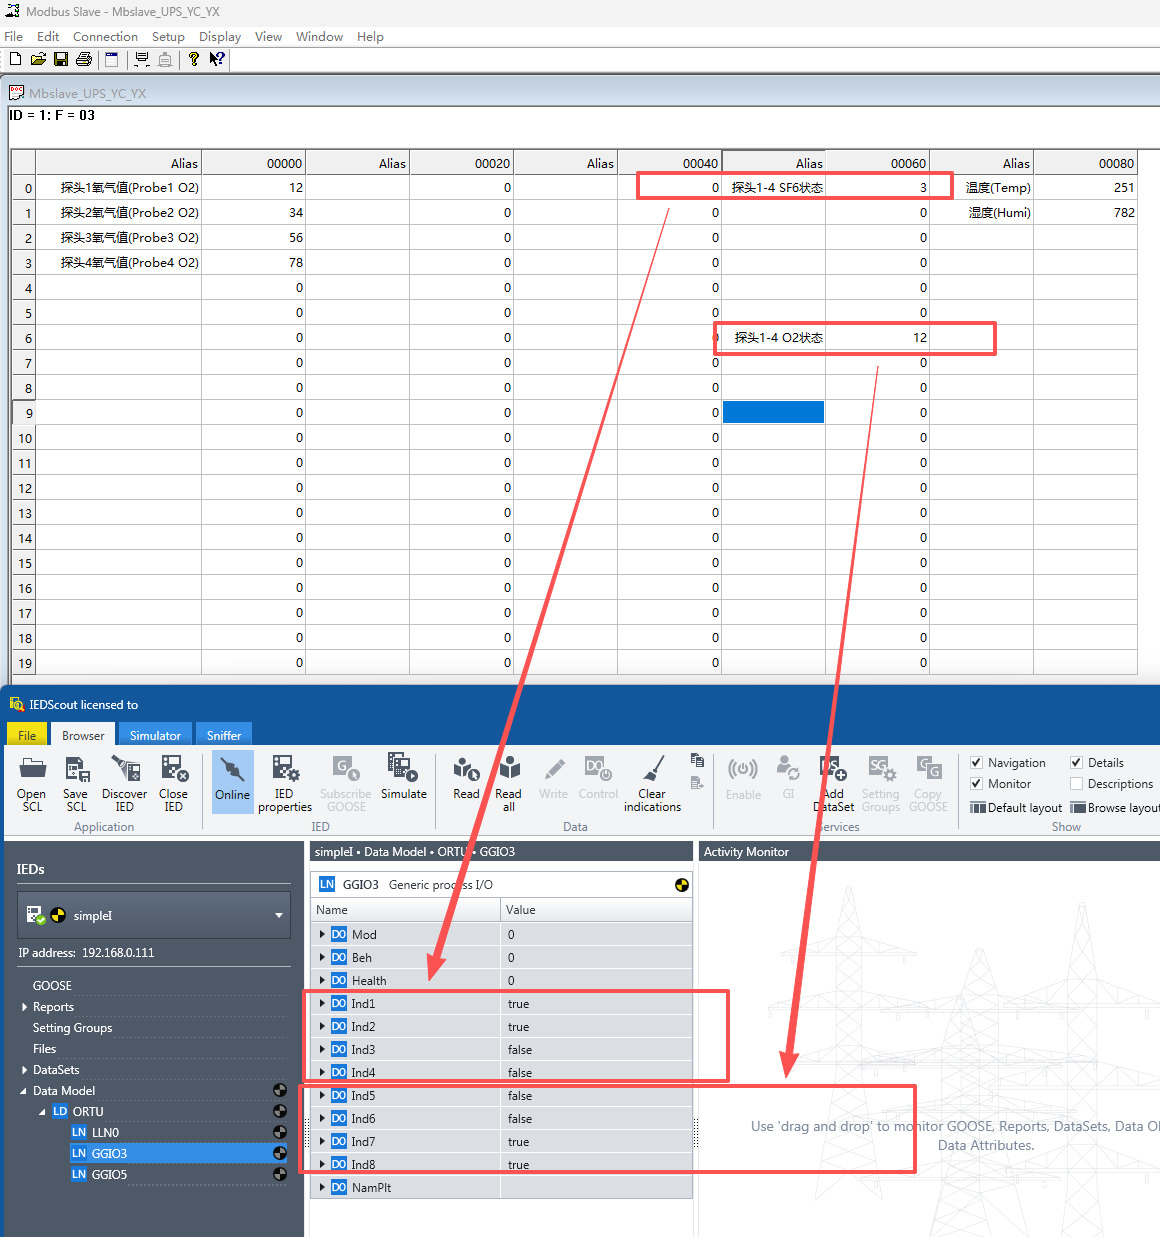 Modbus Slave - Mbslave_UPS_YC_YX
File Edit Connection Setup Display View Window Help
Mbslave_UPS_YC_YX
ID = 1: F = 03
Alias 00000 Alias 00020 Alias 00040 Alias 00060 Alias 00080
0 探头1氧气值(Probe1 O2) 12 0 0 探头1-4 SF6状态 3 温度(Temp) 251
1 探头2氧气值(Probe2 O2) 34 0 0 0 湿度(Humi) 782
2 探头3氧气值(Probe3 O2) 56 0 0 0
3 探头4氧气值(Probe4 O2) 78 0 0 0
4 0 0 0 0
5 0 0 0 0
6 0 0 0 探头1-4 O2状态 12
7 0 0 0 0
8 0 0 0 0
9 0 0 0 0
10 0 0 0 0
11 0 0 0 0
12 0 0 0 0
13 0 0 0 0
14 0 0 0 0
15 0 0 0 0
16 0 0 0 0
17 0 0 0 0
18 0 0 0 0
19 0 0 0 0
IEDScout licensed to
File Browser Simulator Sniffer
Open SCL
Save SCL
Discover IED
Close IED
Application
Online
IED properties
Subscribe GOOSE
Simulate
IED
Read
Read all
Write
Control
Clear indications
Data
Enable
GI
Add DataSet
Setting Groups
Copy GOOSE
Services
Navigation Details
Monitor Descriptions
Default layout Browse layout
Show
IEDs
simpleI
IP address: 192.168.0.111
GOOSE
Reports
Setting Groups
Files
DataSets
Data Model
LD ORTU
LN LLN0
LN GGIO3
LN GGIO5
simpleI • Data Model • ORTU • GGIO3
LN GGIO3 Generic process I/O
Name Value
DO Mod 0
DO Beh 0
DO Health 0
DO Ind1 true
DO Ind2 true
DO Ind3 false
DO Ind4 false
DO Ind5 false
DO Ind6 false
DO Ind7 true
DO Ind8 true
DO NamPlt
Activity Monitor
Use 'drag and drop' to monitor GOOSE, Reports, DataSets, Data O
Data Attributes.